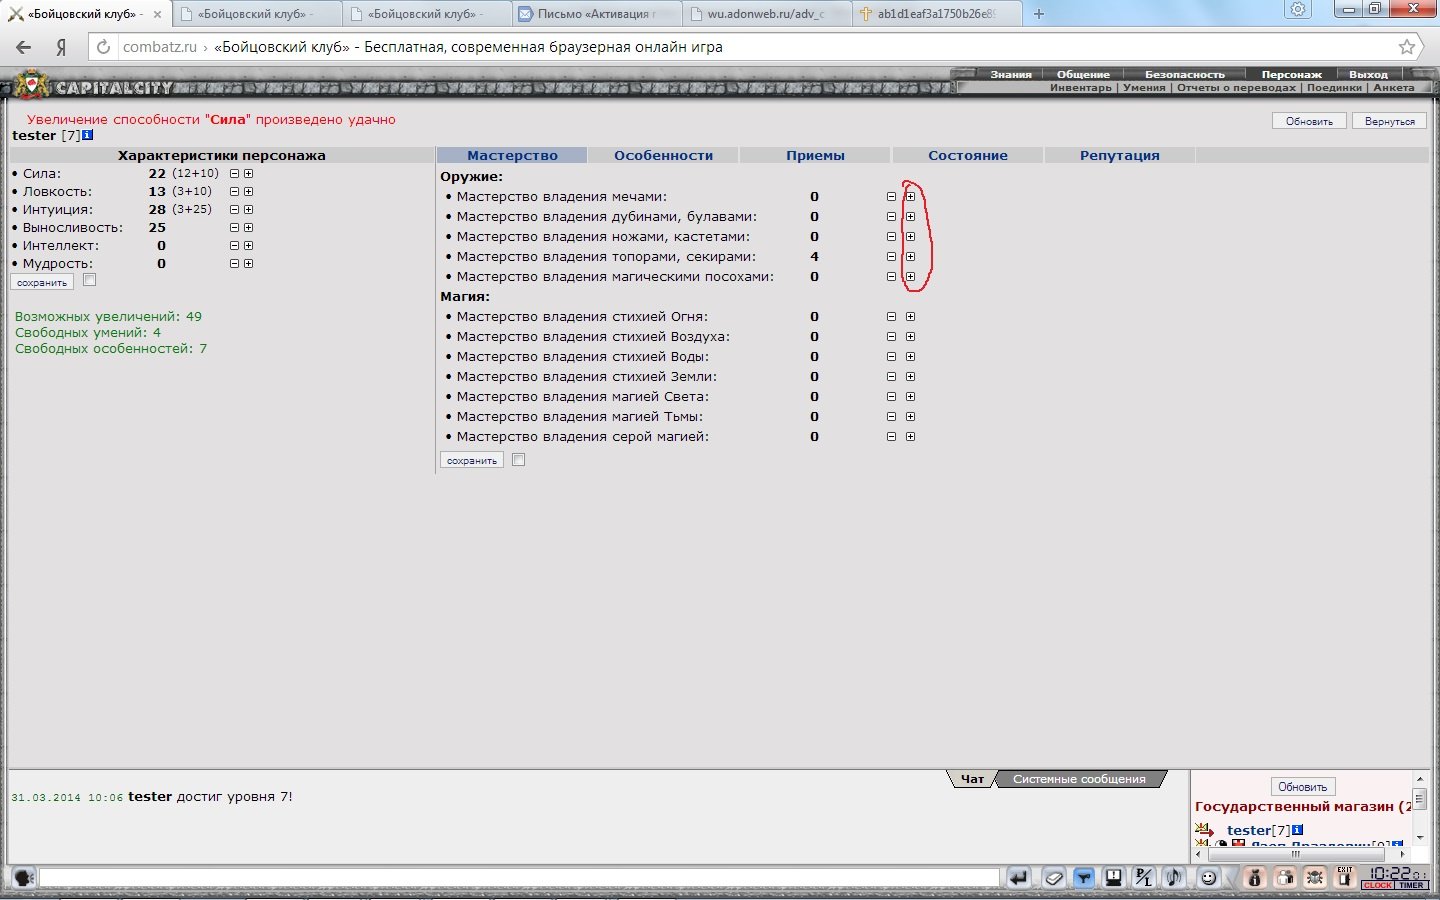 «Бойцовский клуб» -
«Бойцовский клуб» -
«Бойцовский клуб» -
Письмо «Активация
wu.adonweb.ru/adv_c
ab1d1eaf3a1750b26e89
Я
combatz.ru › «Бойцовский клуб» - Бесплатная, современная браузерная онлайн игра
CAPITALCITY
Знания Общение Безопасность Персонаж Выход
Инвентарь | Умения | Отчеты о переводах | Поединки | Анкета
Увеличение способности "Сила" произведено удачно
Обновить Вернуться
tester [7]
Характеристики персонажа
• Сила: 22 (12+10)
• Ловкость: 13 (3+10)
• Интуиция: 28 (3+25)
• Выносливость: 25
• Интеллект: 0
• Мудрость: 0
сохранить
Возможных увеличений: 49
Свободных умений: 4
Свободных особенностей: 7
Мастерство Особенности Приемы Состояние Репутация
Оружие:
• Мастерство владения мечами: 0
• Мастерство владения дубинами, булавами: 0
• Мастерство владения ножами, кастетами: 0
• Мастерство владения топорами, секирами: 4
• Мастерство владения магическими посохами: 0
Магия:
• Мастерство владения стихией Огня: 0
• Мастерство владения стихией Воздуха: 0
• Мастерство владения стихией Воды: 0
• Мастерство владения стихией Земли: 0
• Мастерство владения магией Света: 0
• Мастерство владения магией Тьмы: 0
• Мастерство владения серой магией: 0
сохранить
Чат Системные сообщения
31.03.2014 10:06 tester достиг уровня 7!
Обновить
Государственный магазин (2
tester[7]
P/L
EXIT
10:22
CLOCK TIMER